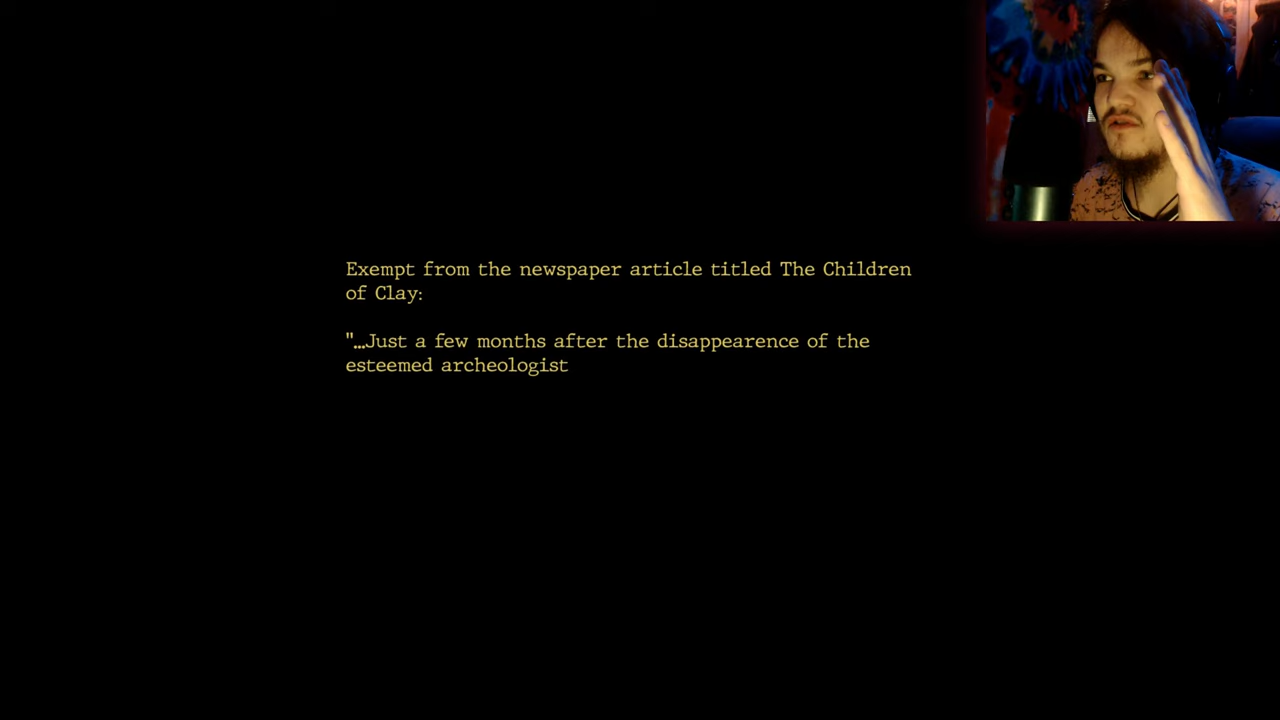 Exempt from the newspaper article titled The Children
of Clay:
"…Just a few months after the disappearence of the
esteemed archeologist